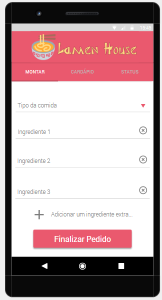 Lamen House
MONTAR CARDÁPIO STATUS
Tipo da comida
Ingrediente 1
Ingrediente 2
Ingrediente 3
Adicionar um ingrediente extra...
Finalizar Pedido